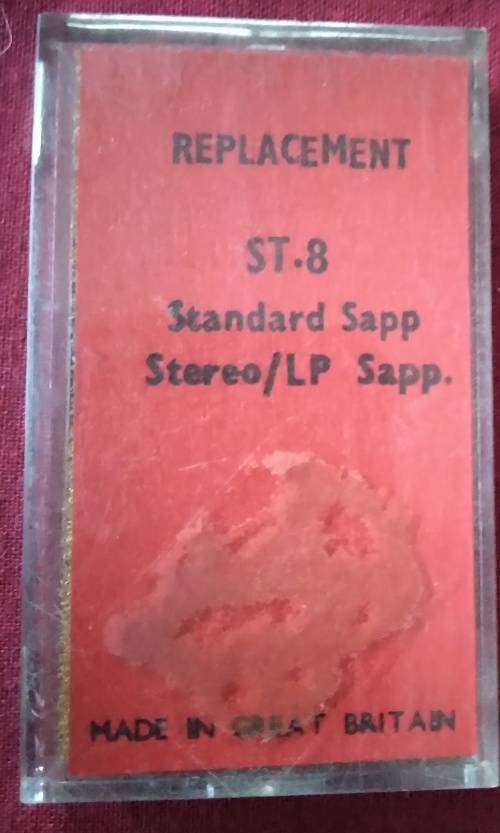 REPLACEMENT
ST.8
Standard Sapp
Stereo/LP Sapp.
MADE IN GREAT BRITAIN